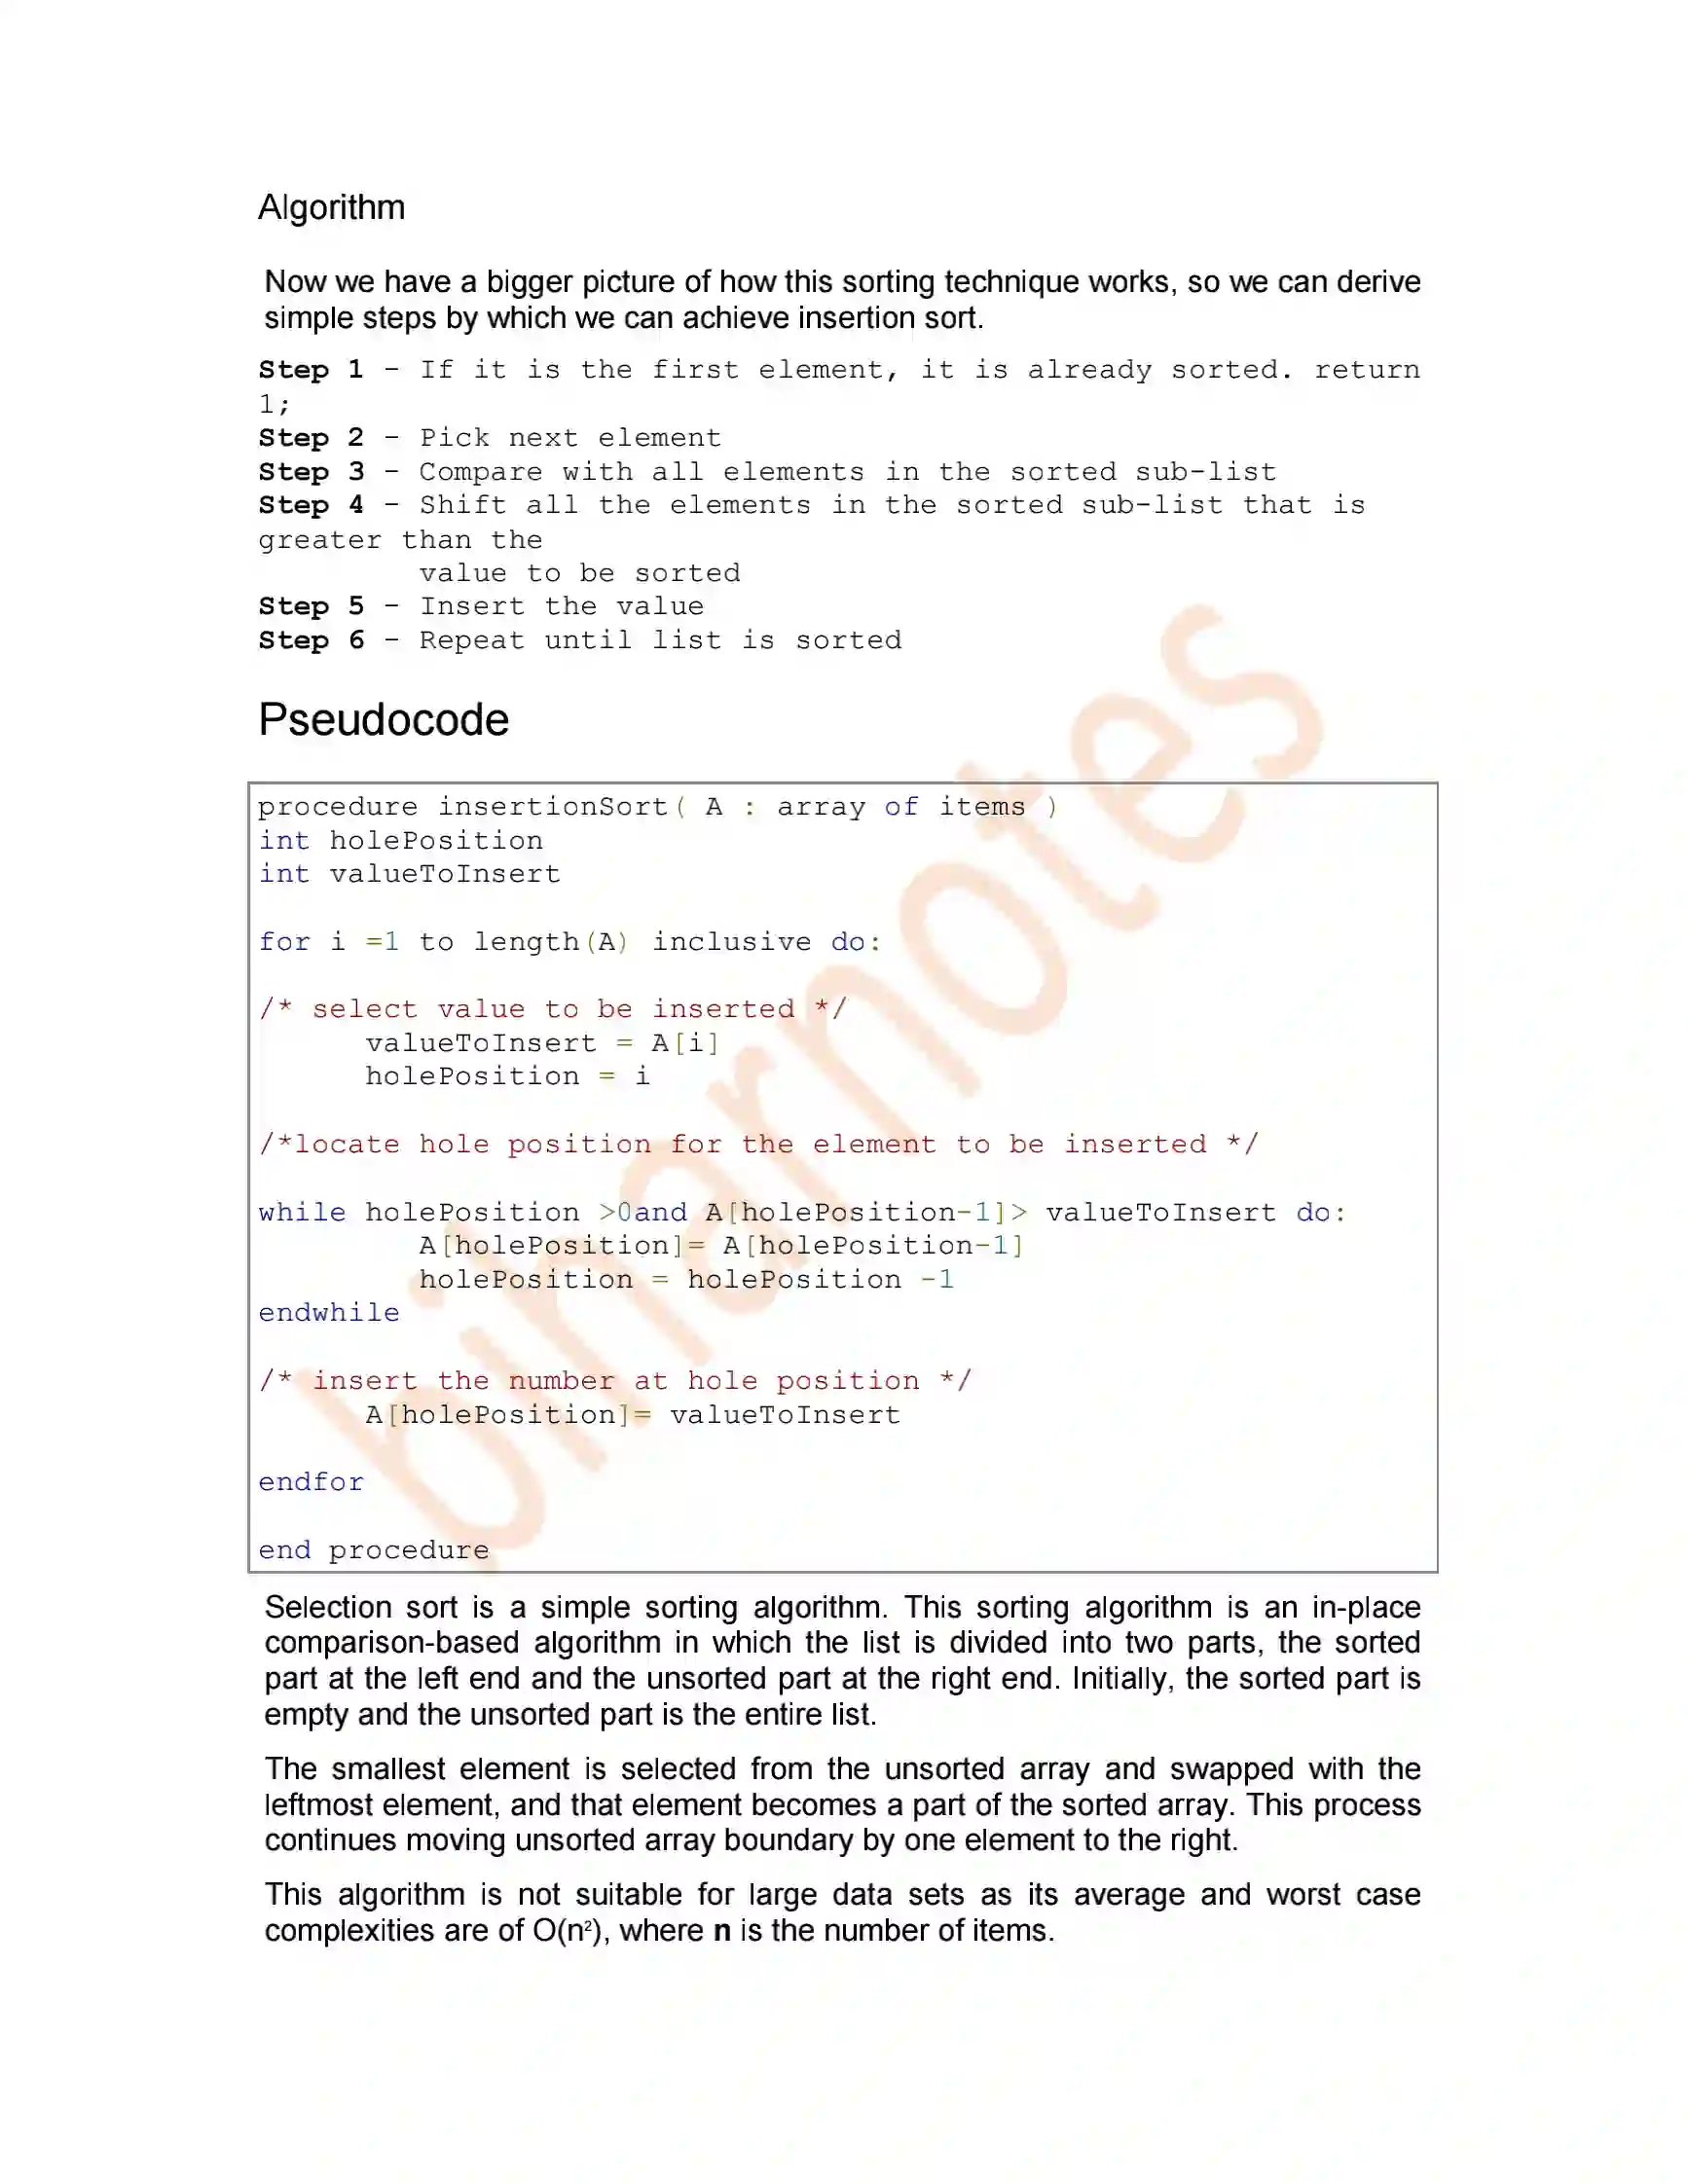 Algorithm
Now we have a bigger picture of how this sorting technique works, so we can derive
simple steps by which we can achieve insertion sort.
Step 1 − If it is the first element, it is already sorted. return
1;
Step 2 − Pick next element
Step 3 − Compare with all elements in the sorted sub-list
Step 4 − Shift all the elements in the sorted sub-list that is
greater than the
         value to be sorted
Step 5 − Insert the value
Step 6 − Repeat until list is sorted
Pseudocode
procedure insertionSort( A : array of items )
int holePosition
int valueToInsert
for i =1 to length(A) inclusive do:
/* select value to be inserted */
      valueToInsert = A[i]
      holePosition = i
/*locate hole position for the element to be inserted */
while holePosition >0and A[holePosition-1]> valueToInsert do:
         A[holePosition]= A[holePosition-1]
         holePosition = holePosition -1
endwhile
/* insert the number at hole position */
      A[holePosition]= valueToInsert
endfor
end procedure
Selection sort is a simple sorting algorithm. This sorting algorithm is an in-place
comparison-based algorithm in which the list is divided into two parts, the sorted
part at the left end and the unsorted part at the right end. Initially, the sorted part is
empty and the unsorted part is the entire list.
The smallest element is selected from the unsorted array and swapped with the
leftmost element, and that element becomes a part of the sorted array. This process
continues moving unsorted array boundary by one element to the right.
This algorithm is not suitable for large data sets as its average and worst case
complexities are of Ο(n²), where n is the number of items.
biharnotes